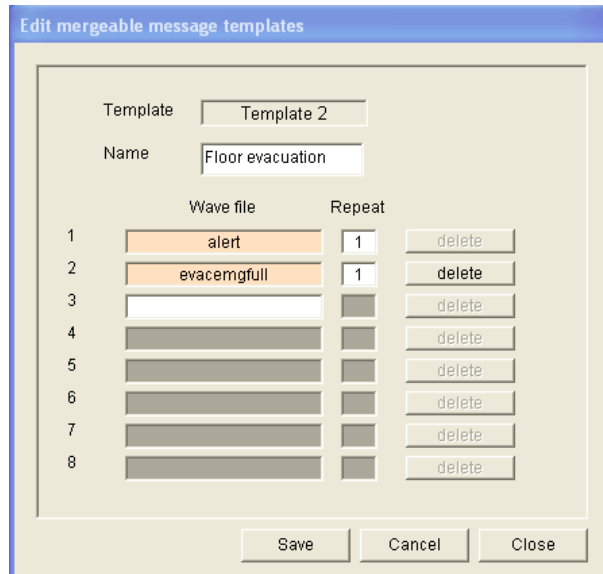 Edit mergeable message templates
Template Template 2
Name Floor evacuation
Wave file Repeat
1 alert 1 delete
2 evacemgfull 1 delete
3 delete
4 delete
5 delete
6 delete
7 delete
8 delete
Save Cancel Close